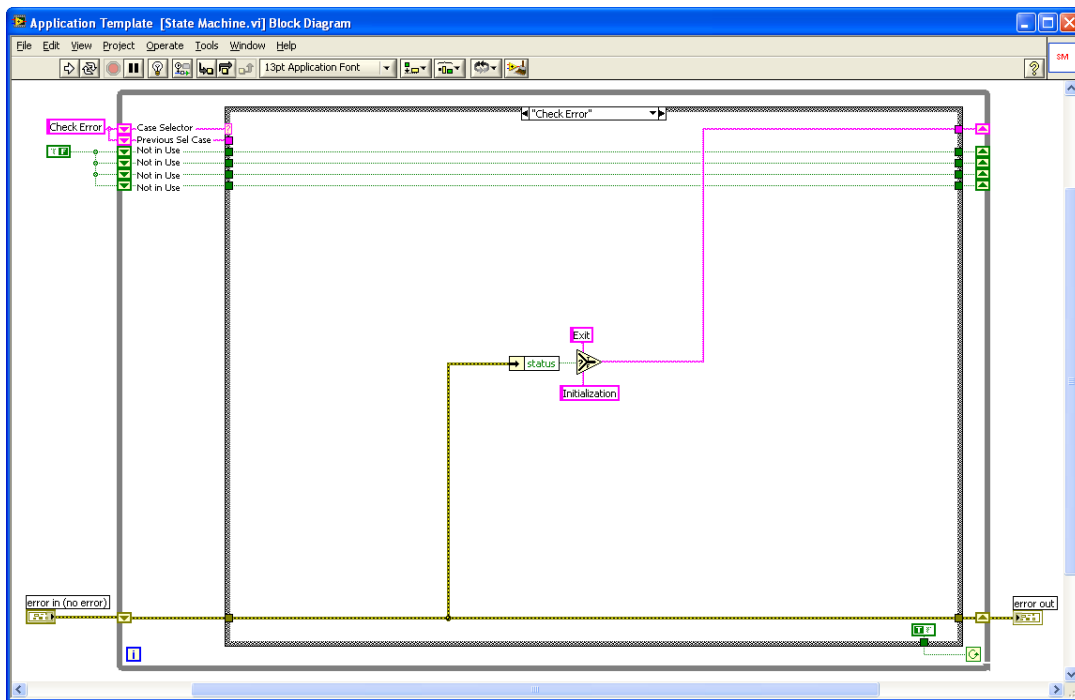 Application Template [State Machine.vi] Block Diagram
File Edit View Project Operate Tools Window Help
13pt Application Font
?
SM
"Check Error"
Check Error
Case Selector
?
Previous Sel Case
T F
Not in Use
Not in Use
Not in Use
Not in Use
Exit
status
?
Initialization
error in (no error)
error out
T F
i